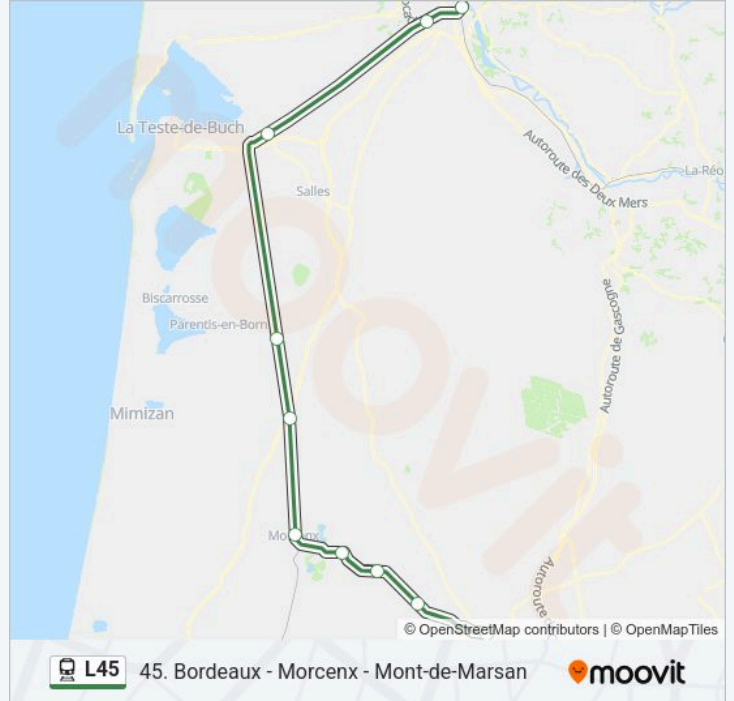 La Teste-de-Buch
Autoroute des Deux Mers
La Réo
Salles
Biscarrosse
Parentis-en-Born
Autoroute de Gascogne
Mimizan
Autoroute
© OpenStreetMap contributors | © OpenMapTiles
L45
45. Bordeaux - Morcenx - Mont-de-Marsan
moovit
moovit